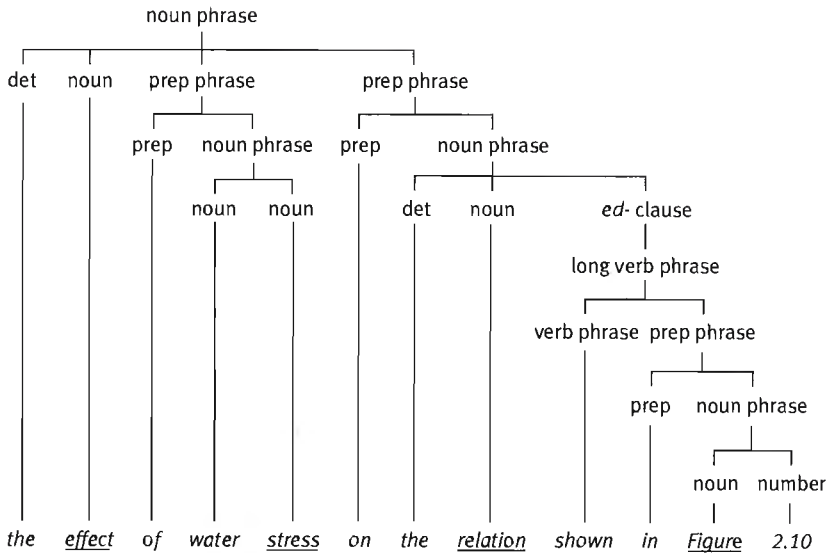 noun phrase
det noun prep phrase prep phrase
prep noun phrase prep noun phrase
noun noun det noun ed- clause
long verb phrase
verb phrase prep phrase
prep noun phrase
noun number
the effect of water stress on the relation shown in Figure 2.10